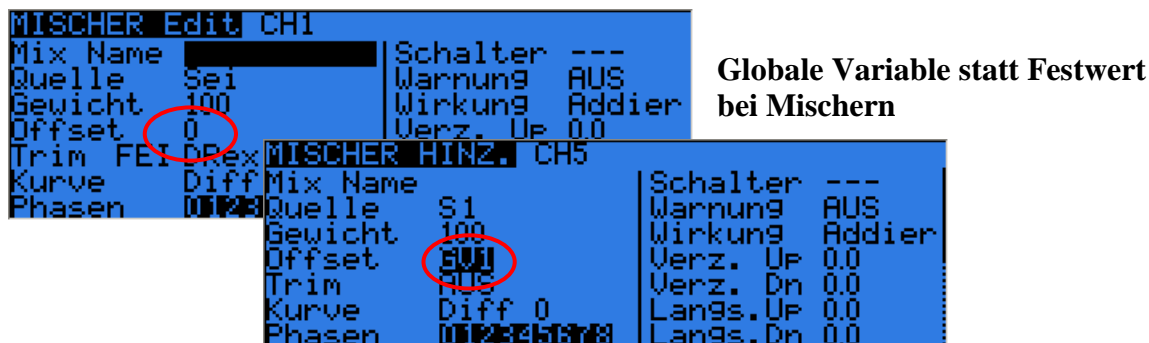 MISCHER Edit CH1
Mix Name
Quelle Sei
Gewicht 100
Offset 0
Trim FEI DRex
Kurve Diff
Phasen 0123
Schalter ---
Warnung AUS
Wirkung Addier
Verz. Up 0.0
Globale Variable statt Festwert
bei Mischern
MISCHER HINZ. CH5
Mix Name
Quelle S1
Gewicht 100
Offset GV1
Trim AUS
Kurve Diff 0
Phasen 012345678
Schalter ---
Warnung AUS
Wirkung Addier
Verz. Up 0.0
Verz. Dn 0.0
Langs.Up 0.0
Langs.Dn 0.0